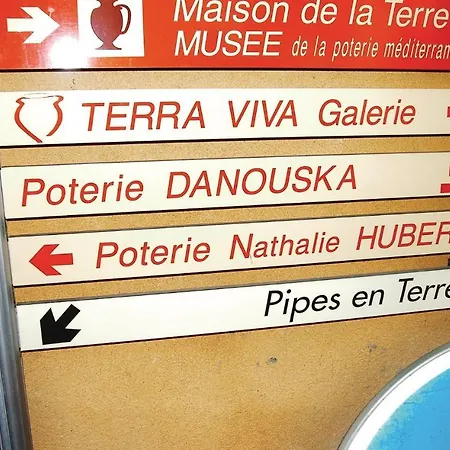 Maison de la Terre
MUSEE de la poterie
TERRA VIVA Galerie
Poterie DANOUSKA
Poterie Nathalie HUBER
Pipes en Terre